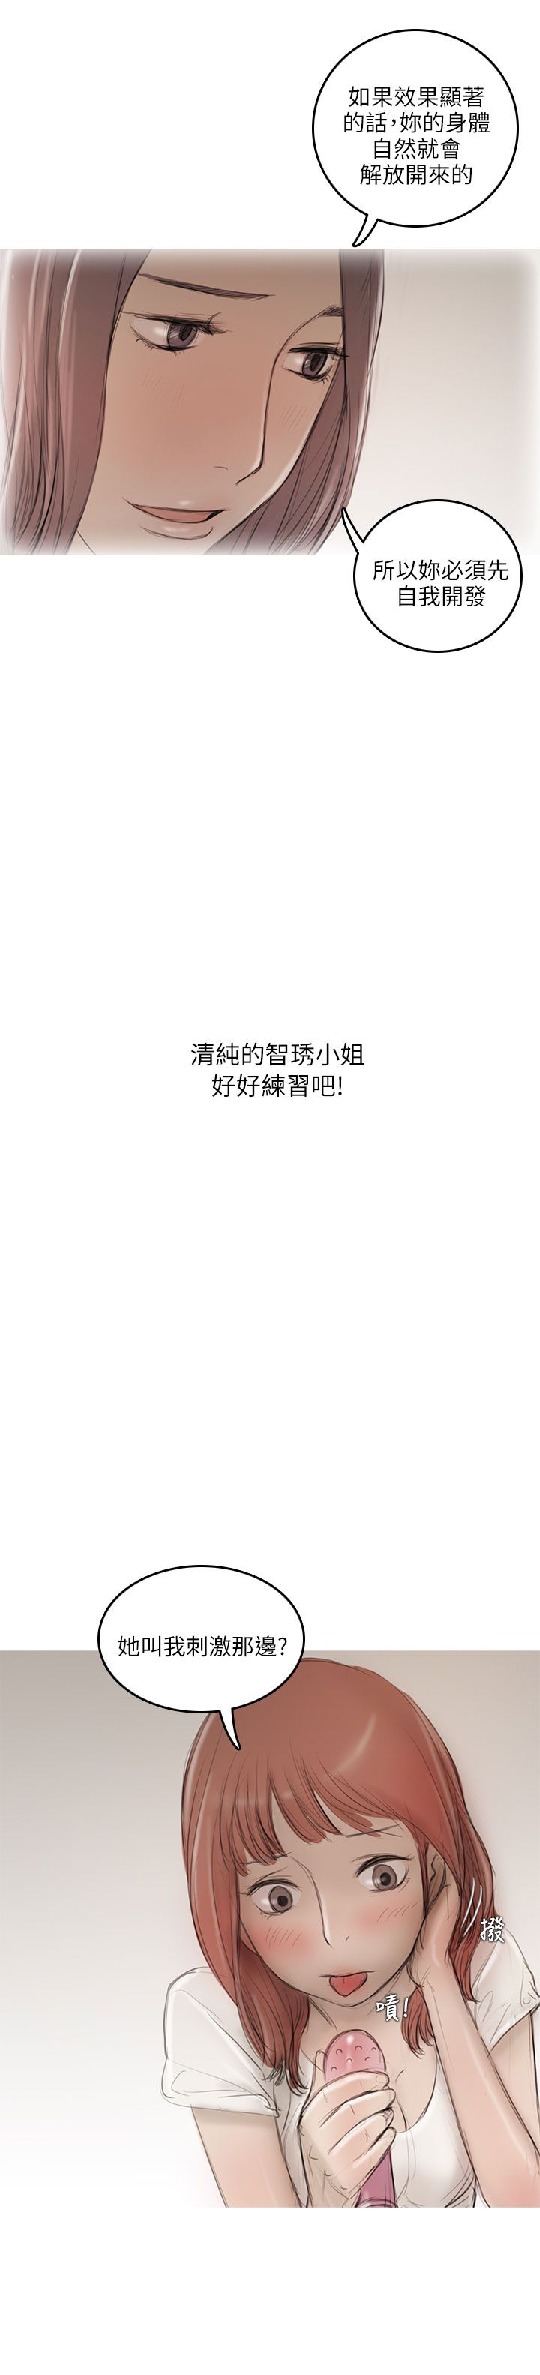 如果效果顯著
的話，妳的身體
自然就會
解放開來的
所以妳必須先
自我開發
清純的智琇小姐
好好練習吧！
她叫我刺激那邊？
撥
嘖！